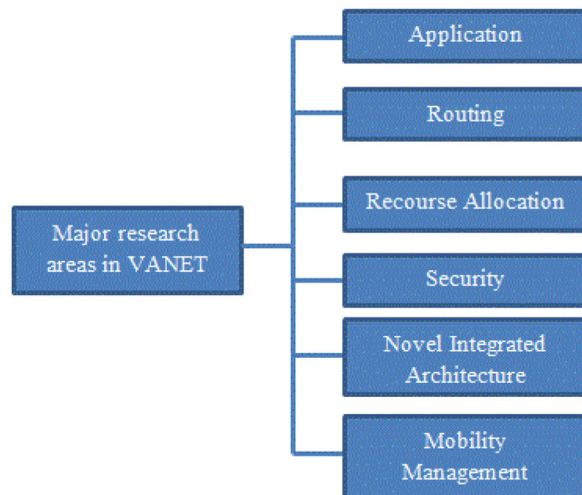 Application
Routing
Recourse Allocation
Major research
areas in VANET
Security
Novel Integrated
Architecture
Mobility
Management